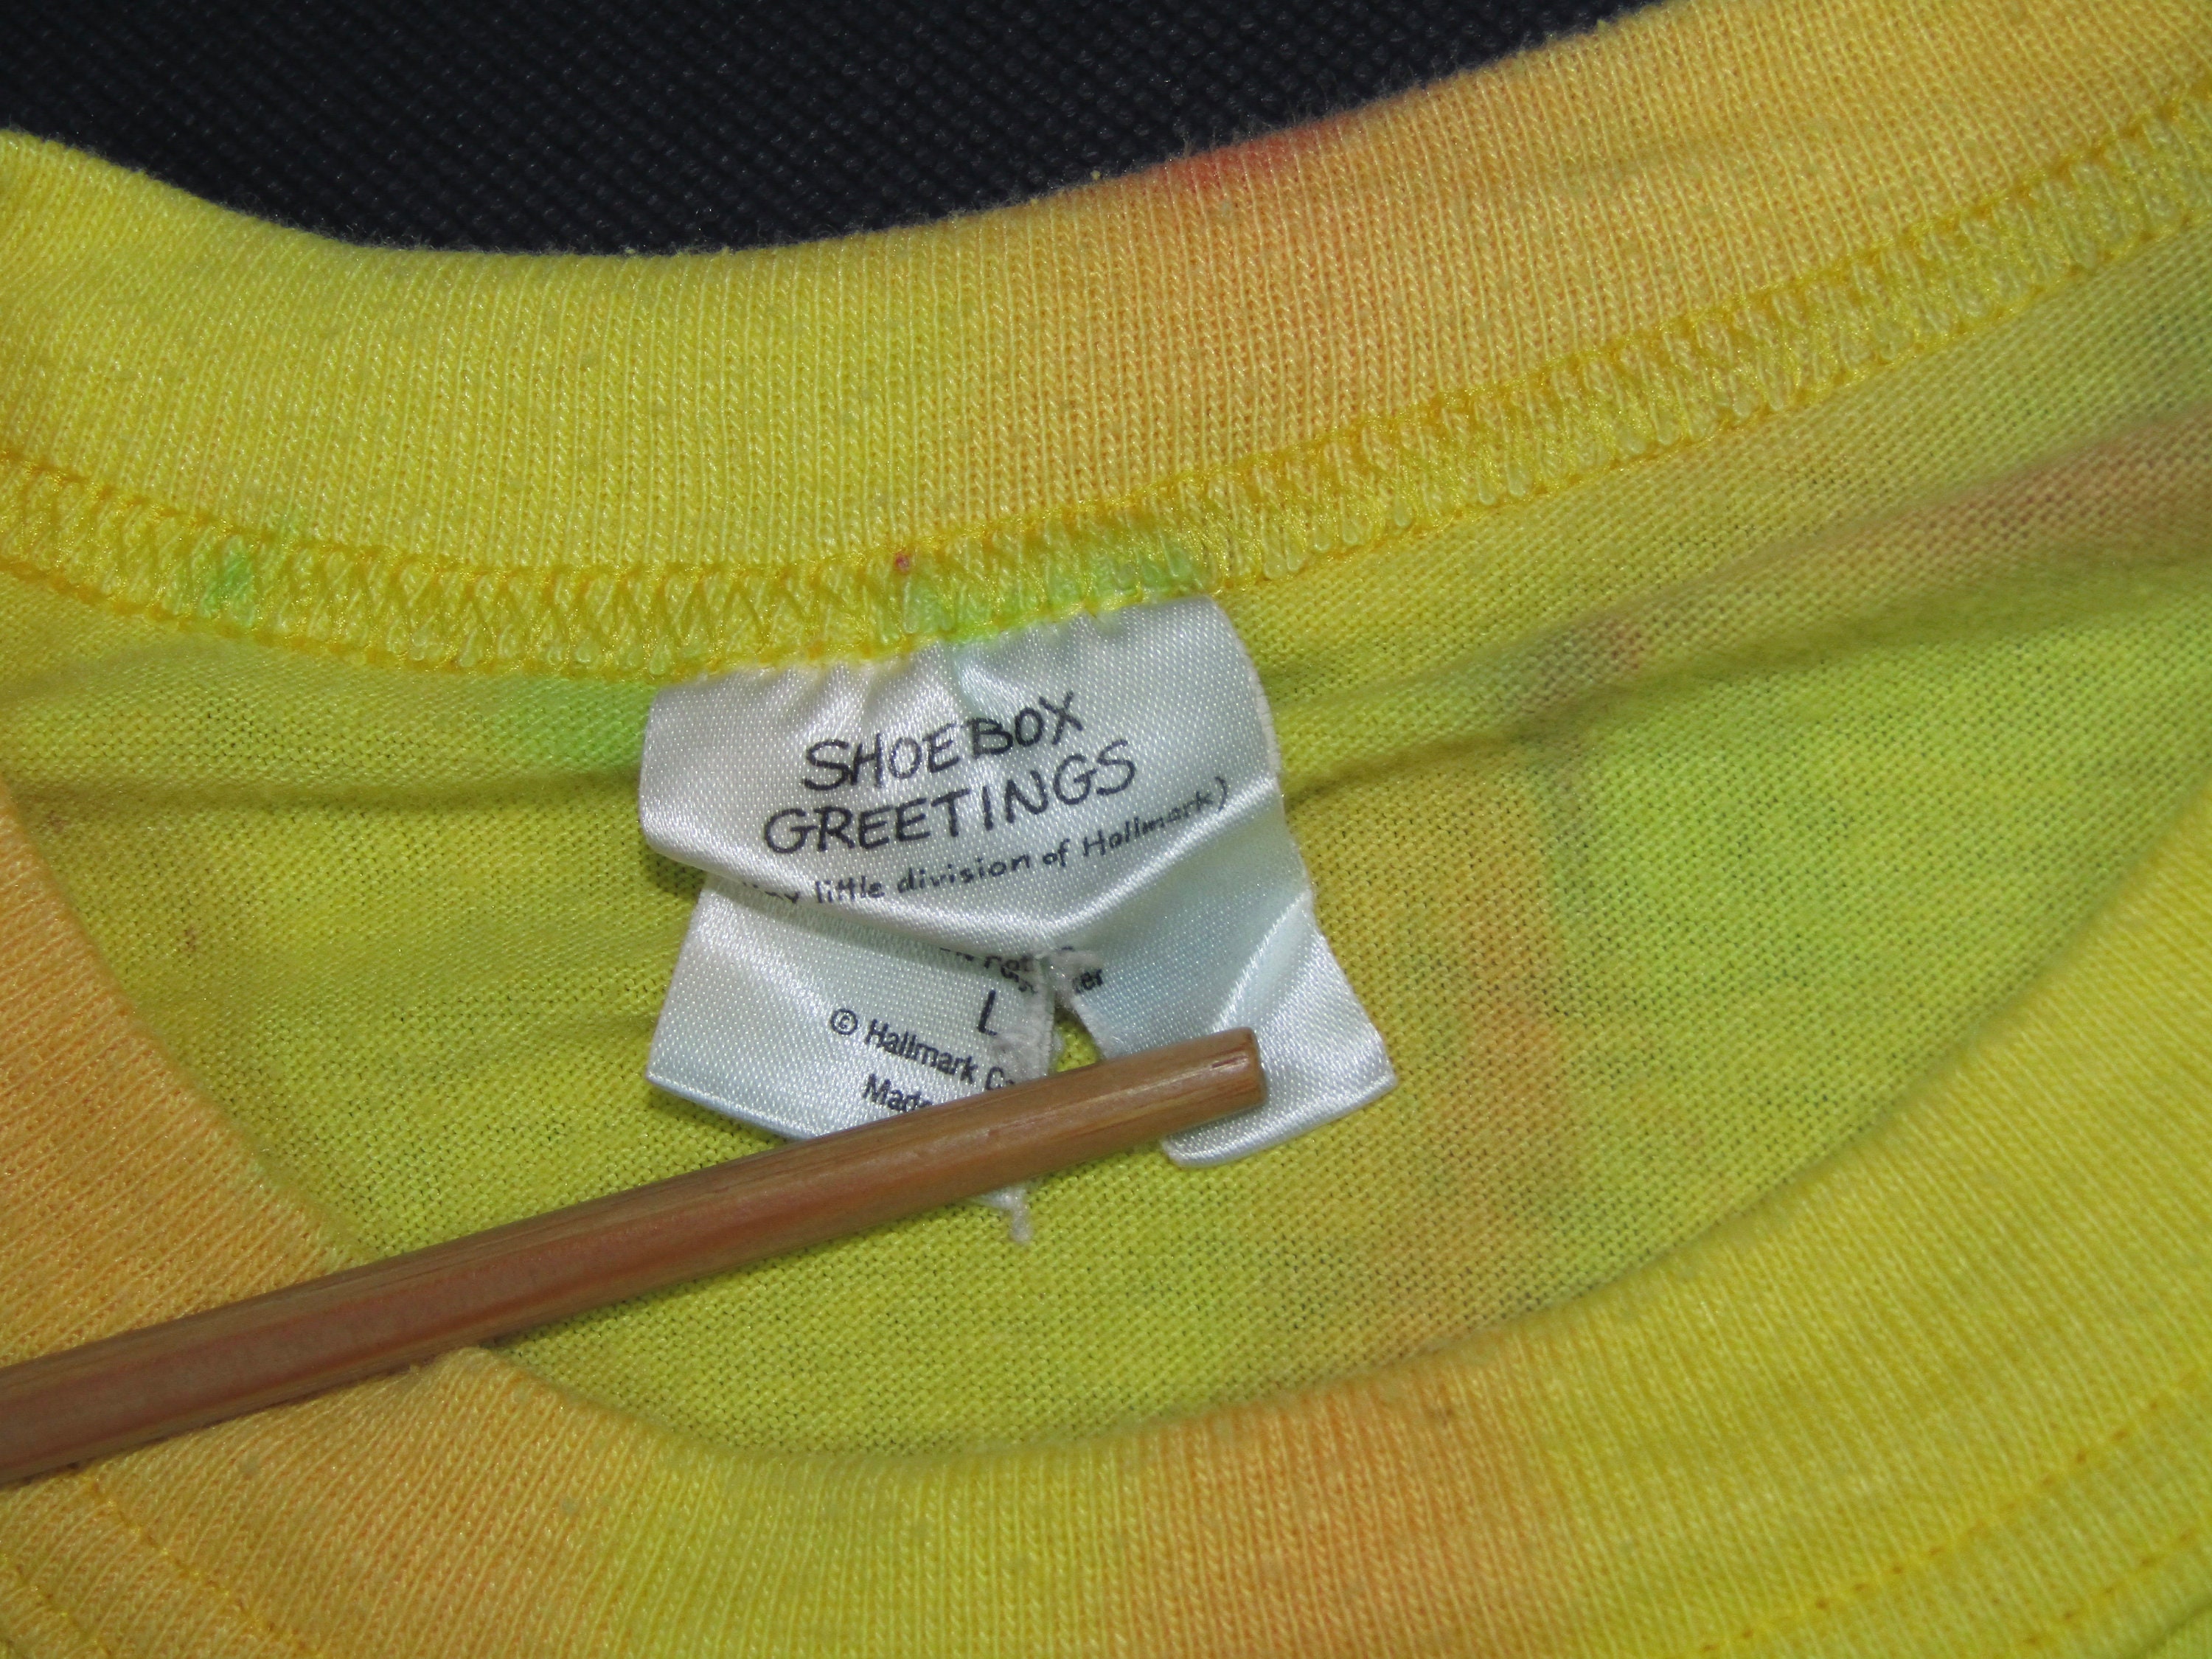 SHOEBOX
GREETINGS
little division of Hallmark)
L
© Hallmark